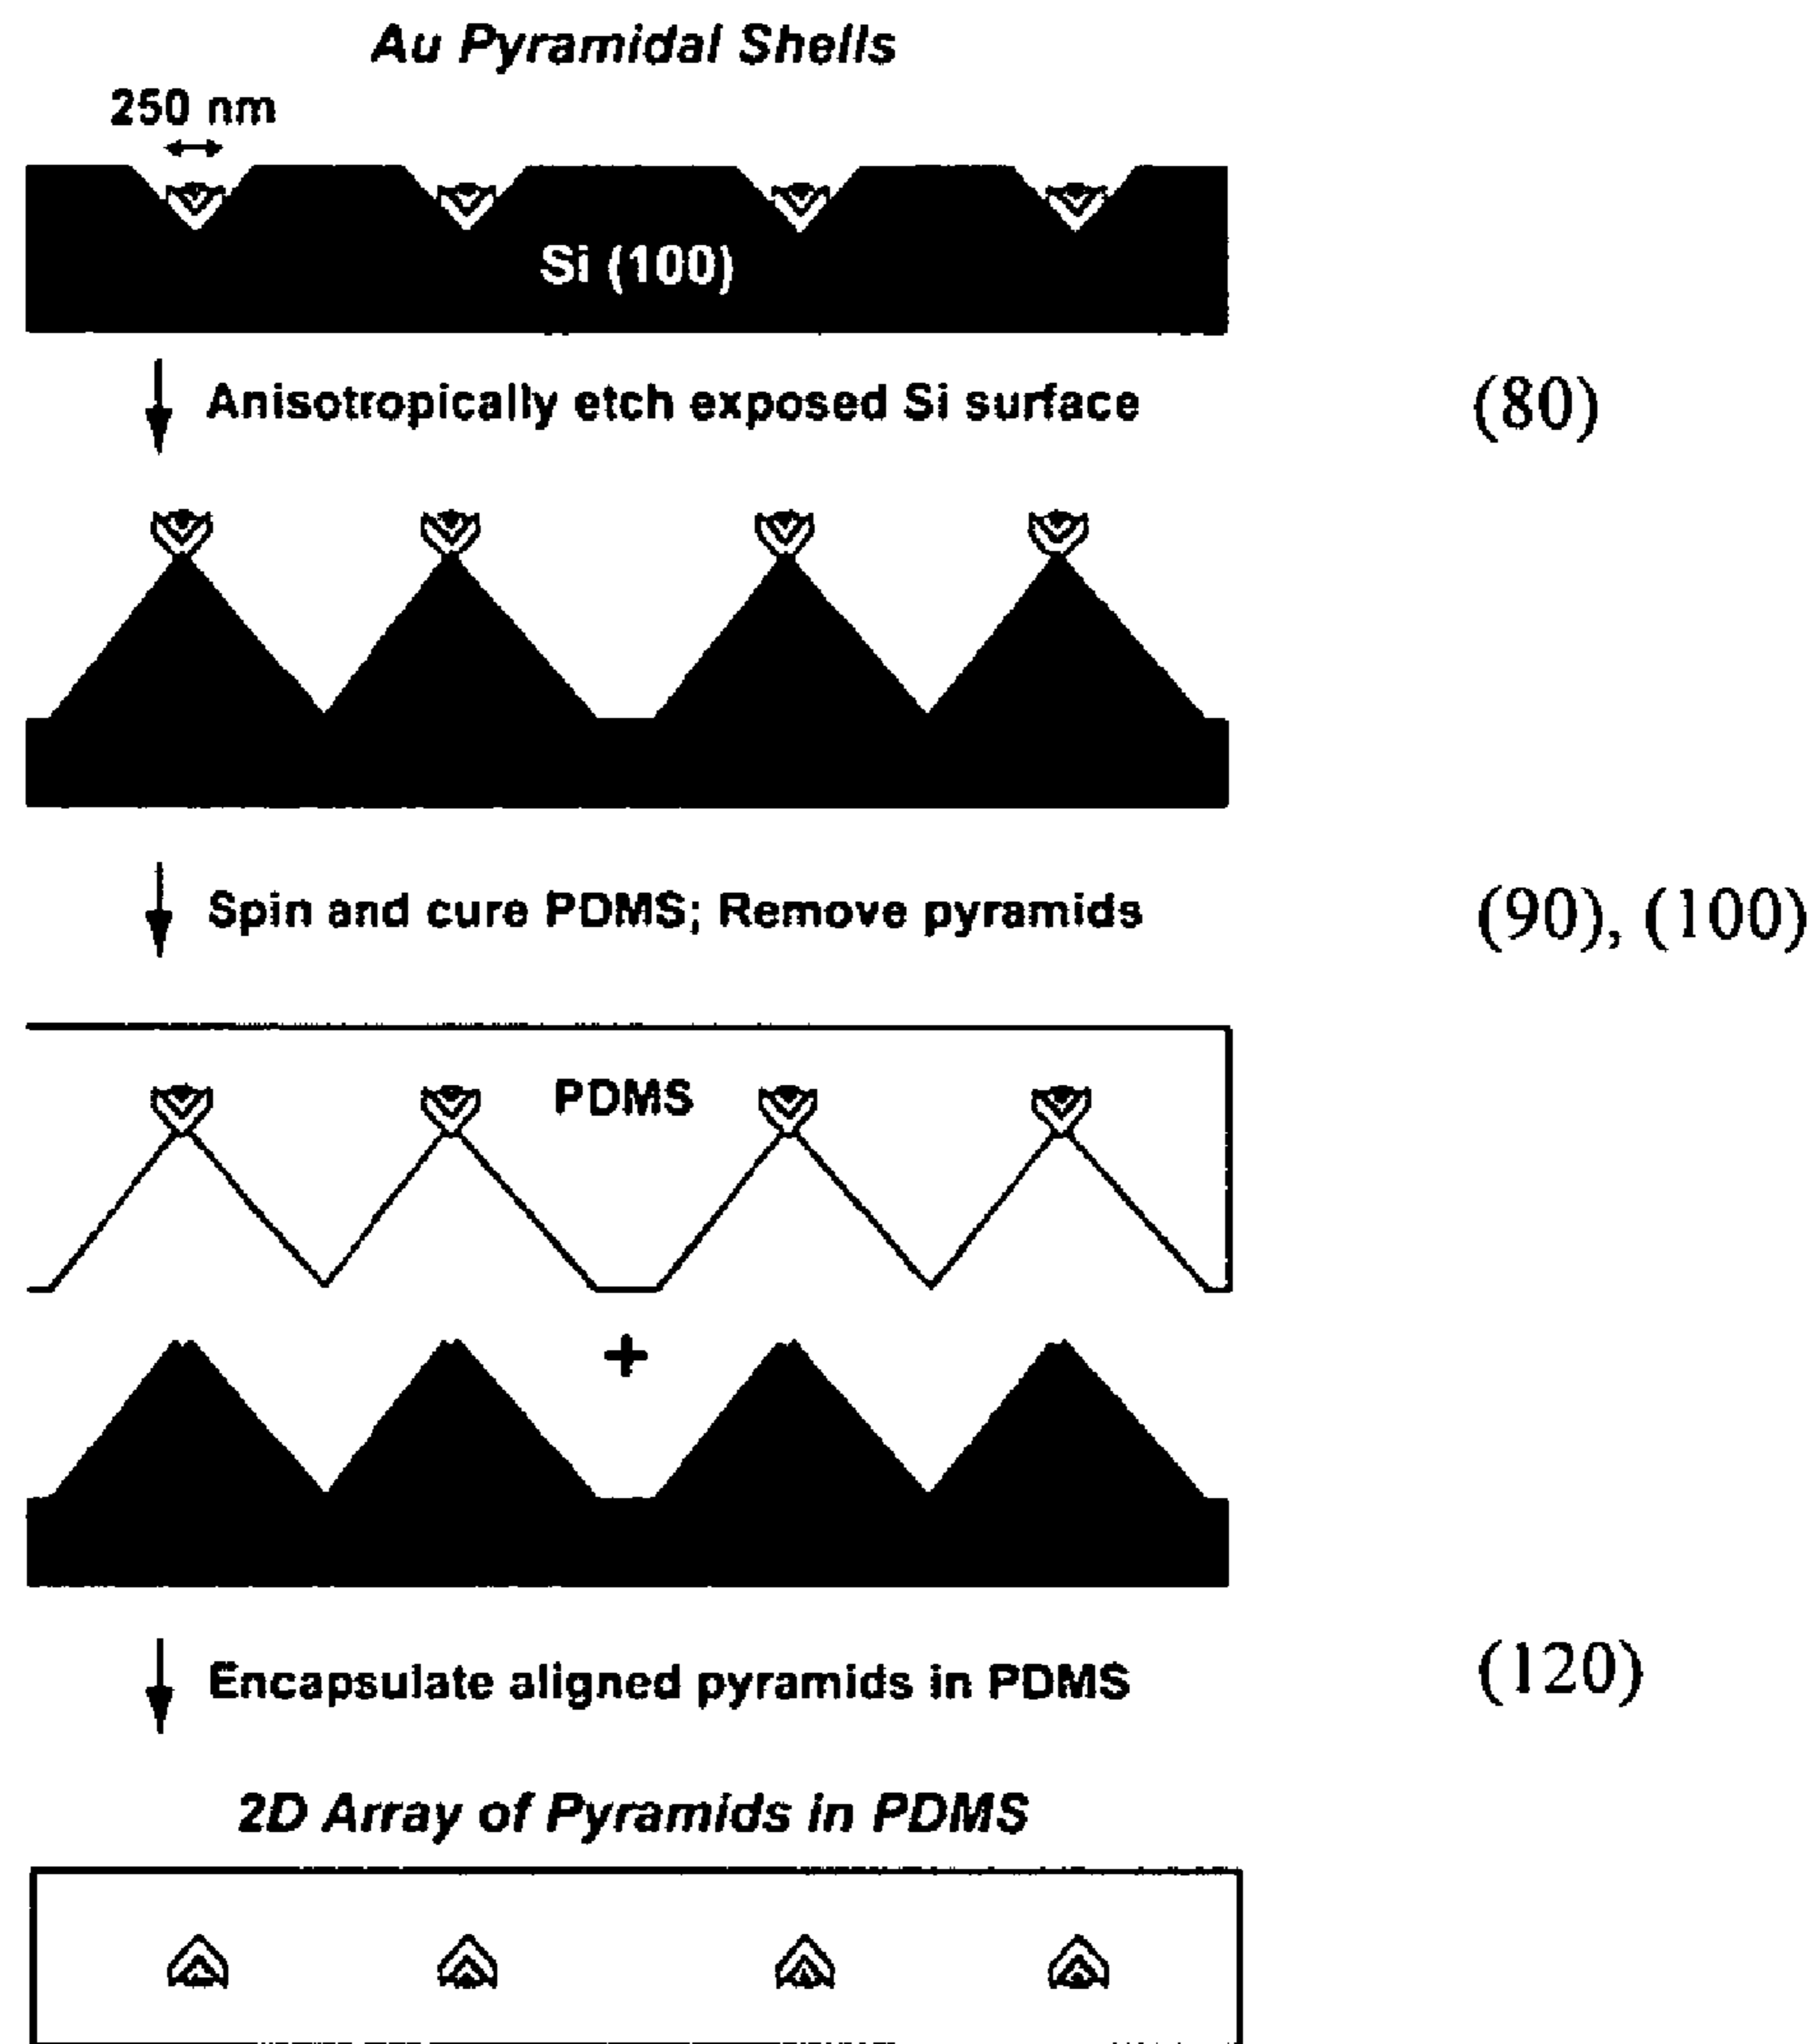 Au Pyramidal Shells
250 nm
Si (100)
Anisotropically etch exposed Si surface (80)
Spin and cure PDMS; Remove pyramids (90), (100)
PDMS
+
Encapsulate aligned pyramids in PDMS (120)
2D Array of Pyramids in PDMS